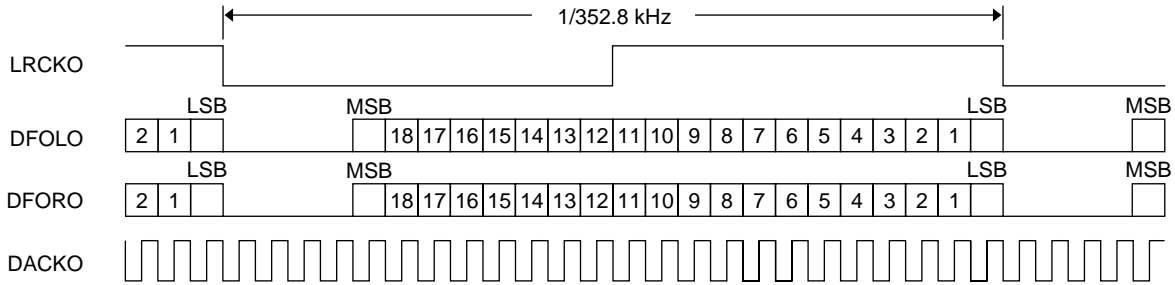 1/352.8 kHz
LRCKO
LSB MSB LSB MSB
DFOLO 2 1 18 17 16 15 14 13 12 11 10 9 8 7 6 5 4 3 2 1
LSB MSB LSB MSB
DFORO 2 1 18 17 16 15 14 13 12 11 10 9 8 7 6 5 4 3 2 1
DACKO